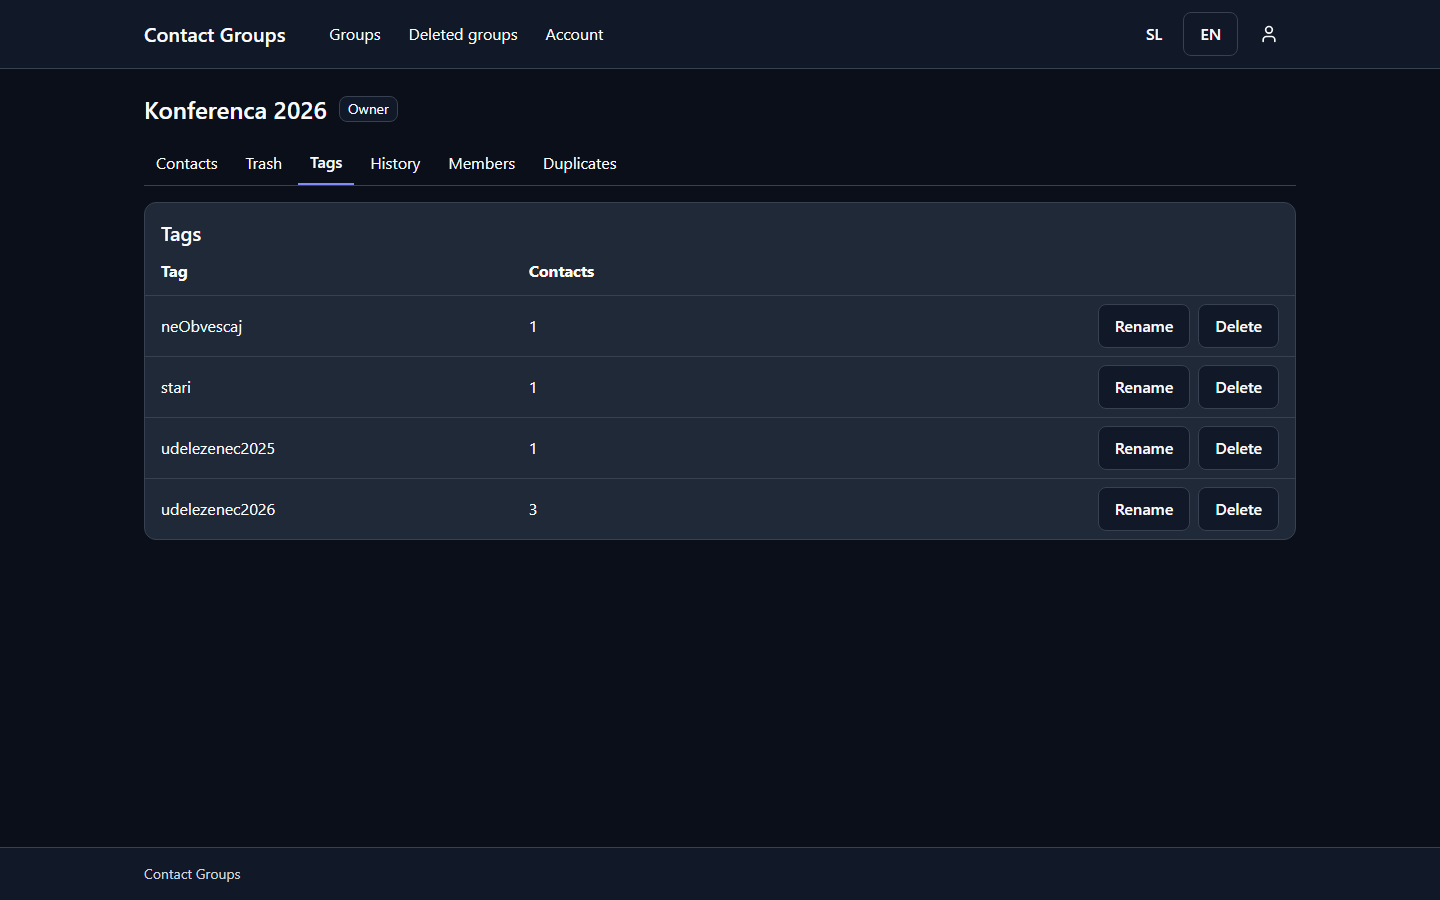 Contact Groups Groups Deleted groups Account SL EN
Konferenca 2026 Owner
Contacts Trash Tags History Members Duplicates
Tags
Tag Contacts
neObvescaj 1 Rename Delete
stari 1 Rename Delete
udelezenec2025 1 Rename Delete
udelezenec2026 3 Rename Delete
Contact Groups